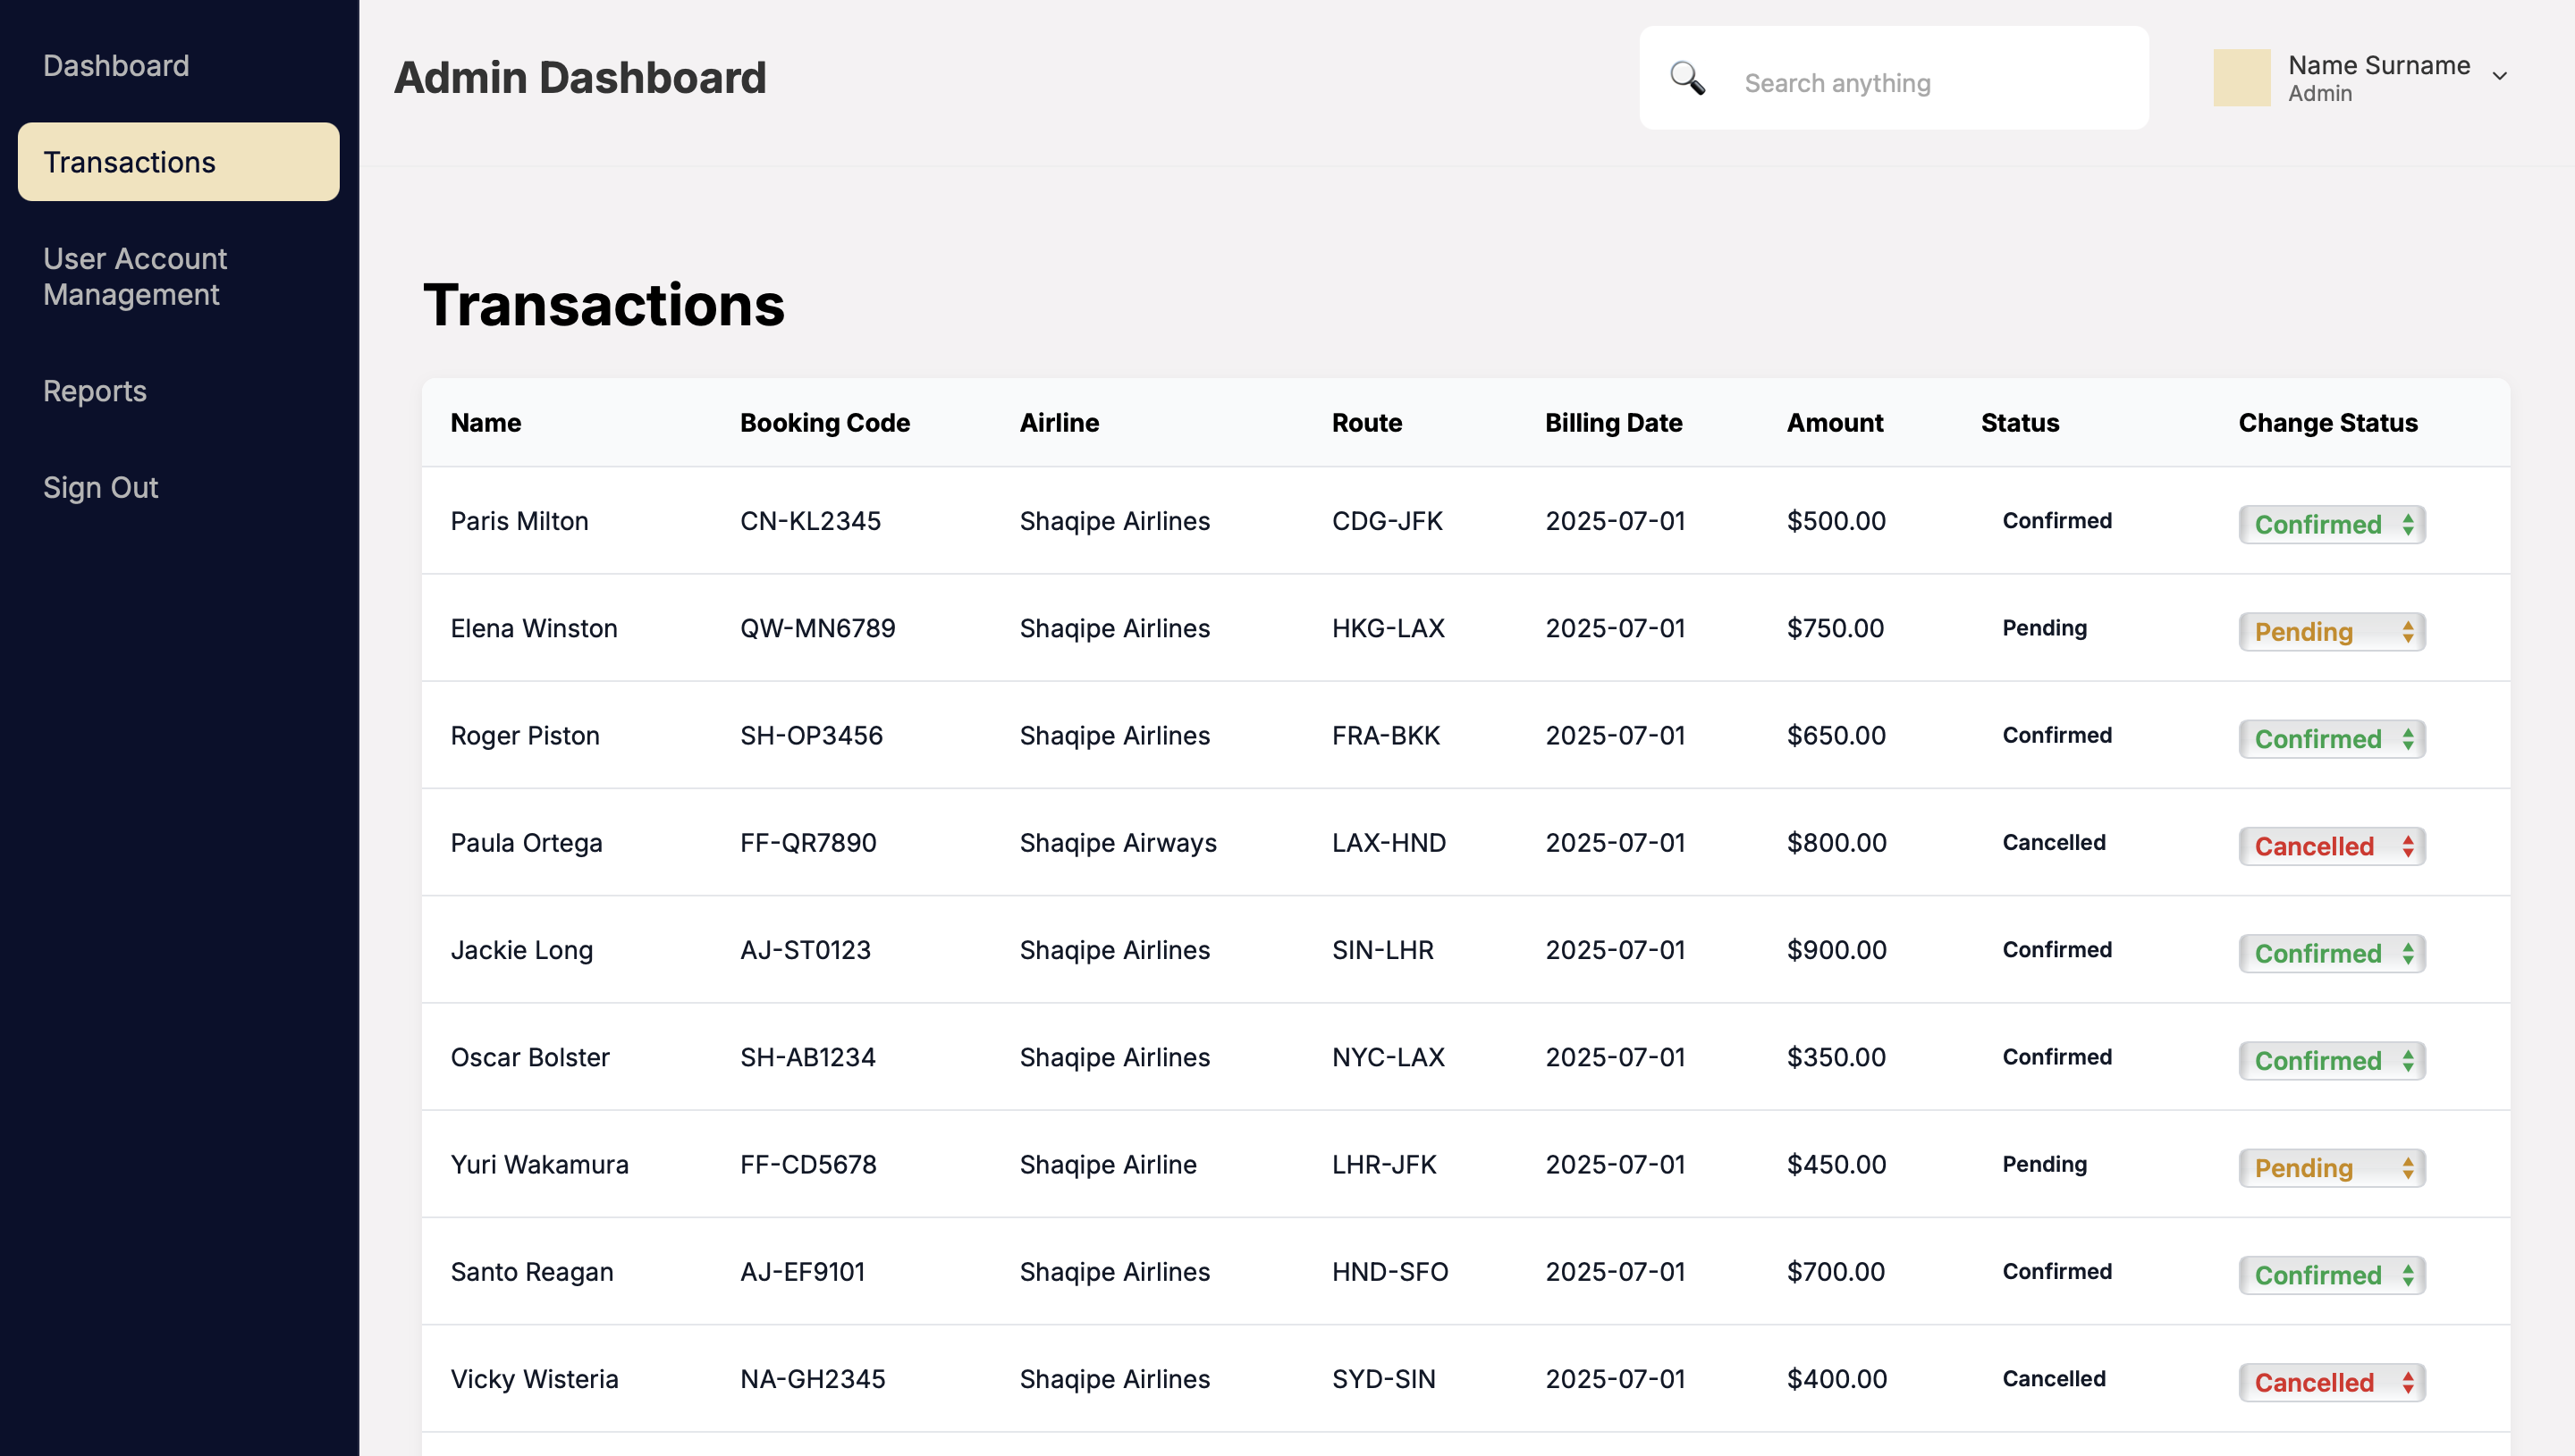 Dashboard
Transactions
User Account
Management
Reports
Sign Out
Admin Dashboard
Search anything
Name Surname
Admin
Transactions
Name Booking Code Airline Route Billing Date Amount Status Change Status
Paris Milton CN-KL2345 Shaqipe Airlines CDG-JFK 2025-07-01 $500.00 Confirmed Confirmed
Elena Winston QW-MN6789 Shaqipe Airlines HKG-LAX 2025-07-01 $750.00 Pending Pending
Roger Piston SH-OP3456 Shaqipe Airlines FRA-BKK 2025-07-01 $650.00 Confirmed Confirmed
Paula Ortega FF-QR7890 Shaqipe Airways LAX-HND 2025-07-01 $800.00 Cancelled Cancelled
Jackie Long AJ-ST0123 Shaqipe Airlines SIN-LHR 2025-07-01 $900.00 Confirmed Confirmed
Oscar Bolster SH-AB1234 Shaqipe Airlines NYC-LAX 2025-07-01 $350.00 Confirmed Confirmed
Yuri Wakamura FF-CD5678 Shaqipe Airline LHR-JFK 2025-07-01 $450.00 Pending Pending
Santo Reagan AJ-EF9101 Shaqipe Airlines HND-SFO 2025-07-01 $700.00 Confirmed Confirmed
Vicky Wisteria NA-GH2345 Shaqipe Airlines SYD-SIN 2025-07-01 $400.00 Cancelled Cancelled